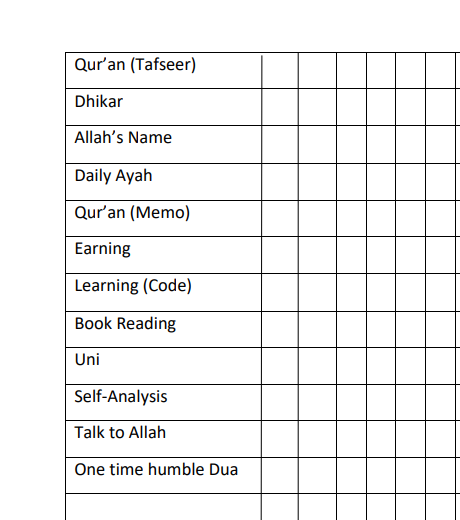 Qur’an (Tafseer)
Dhikar
Allah’s Name
Daily Ayah
Qur’an (Memo)
Earning
Learning (Code)
Book Reading
Uni
Self-Analysis
Talk to Allah
One time humble Dua